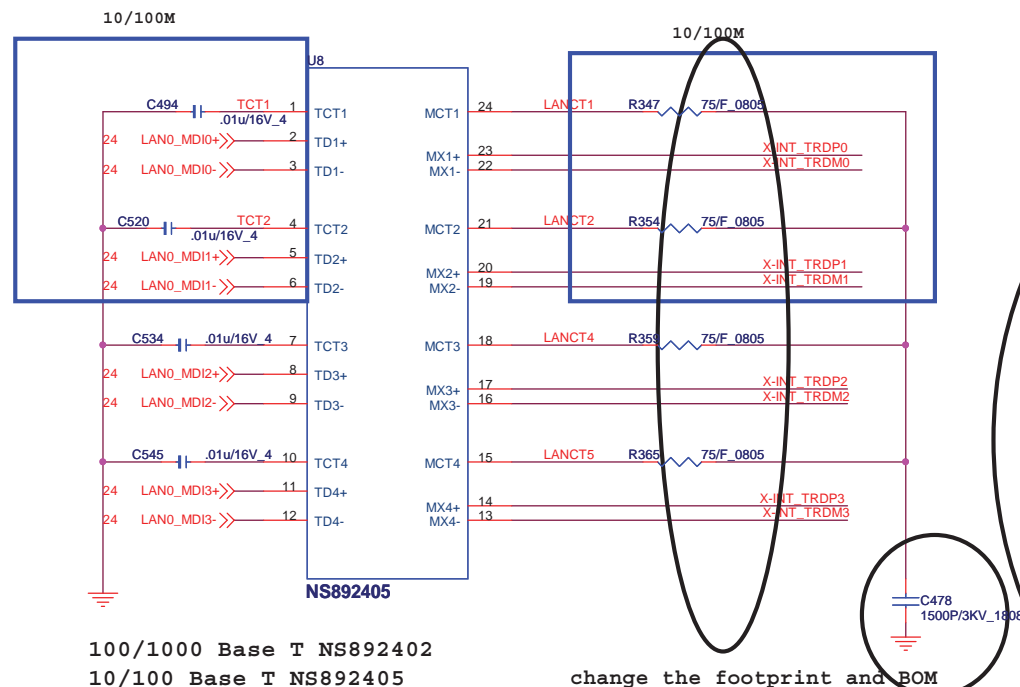 10/100M
10/100M
U8
C494 TCT1 1 TCT1 MCT1 24 LANCT1 R347 75/F_0805
.01u/16V_4
24 LAN0_MDI0+ 2 TD1+ MX1+ 23 X-INT_TRDP0
24 LAN0_MDI0- 3 TD1- MX1- 22 X-INT_TRDM0
C520 TCT2 4 TCT2 MCT2 21 LANCT2 R354 75/F_0805
.01u/16V_4
24 LAN0_MDI1+ 5 TD2+ MX2+ 20 X-INT_TRDP1
24 LAN0_MDI1- 6 TD2- MX2- 19 X-INT_TRDM1
C534 .01u/16V_4 7 TCT3 MCT3 18 LANCT4 R359 75/F_0805
24 LAN0_MDI2+ 8 TD3+ MX3+ 17 X-INT_TRDP2
24 LAN0_MDI2- 9 TD3- MX3- 16 X-INT_TRDM2
C545 .01u/16V_4 10 TCT4 MCT4 15 LANCT5 R365 75/F_0805
24 LAN0_MDI3+ 11 TD4+ MX4+ 14 X-INT_TRDP3
24 LAN0_MDI3- 12 TD4- MX4- 13 X-INT_TRDM3
NS892405
C478
1500P/3KV_1808
100/1000 Base T NS892402
10/100 Base T NS892405
change the footprint and BOM